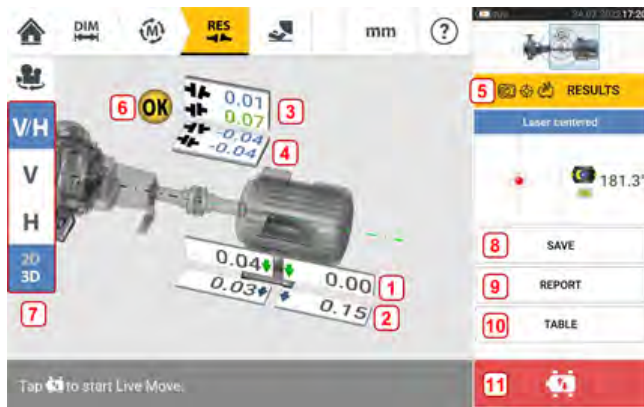 DIM
(M)
RES
mm
?
24.03.2022 17:20
6 OK
0.01
0.07 3
-0.04
-0.04 4
5 RESULTS
Laser centered
181.3°
V/H
V
H
2D
3D
7
0.04 0.00 1
0.03 0.15 2
8 SAVE
9 REPORT
10 TABLE
Tap to start Live Move.
11